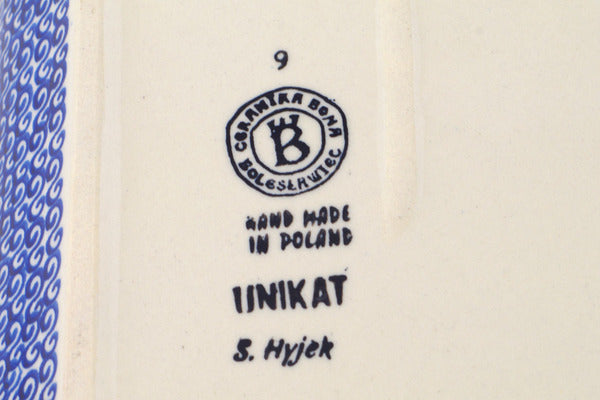 9
CERAMIKA BONA
B
BOLESŁAWIEC
HAND MADE
IN POLAND
UNIKAT
S. Hyjek